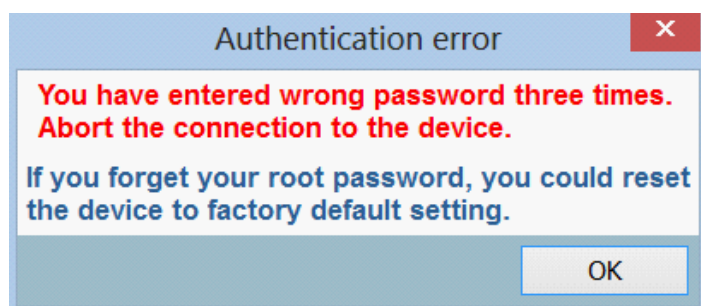 Authentication error
You have entered wrong password three times.
Abort the connection to the device.
If you forget your root password, you could reset
the device to factory default setting.
OK